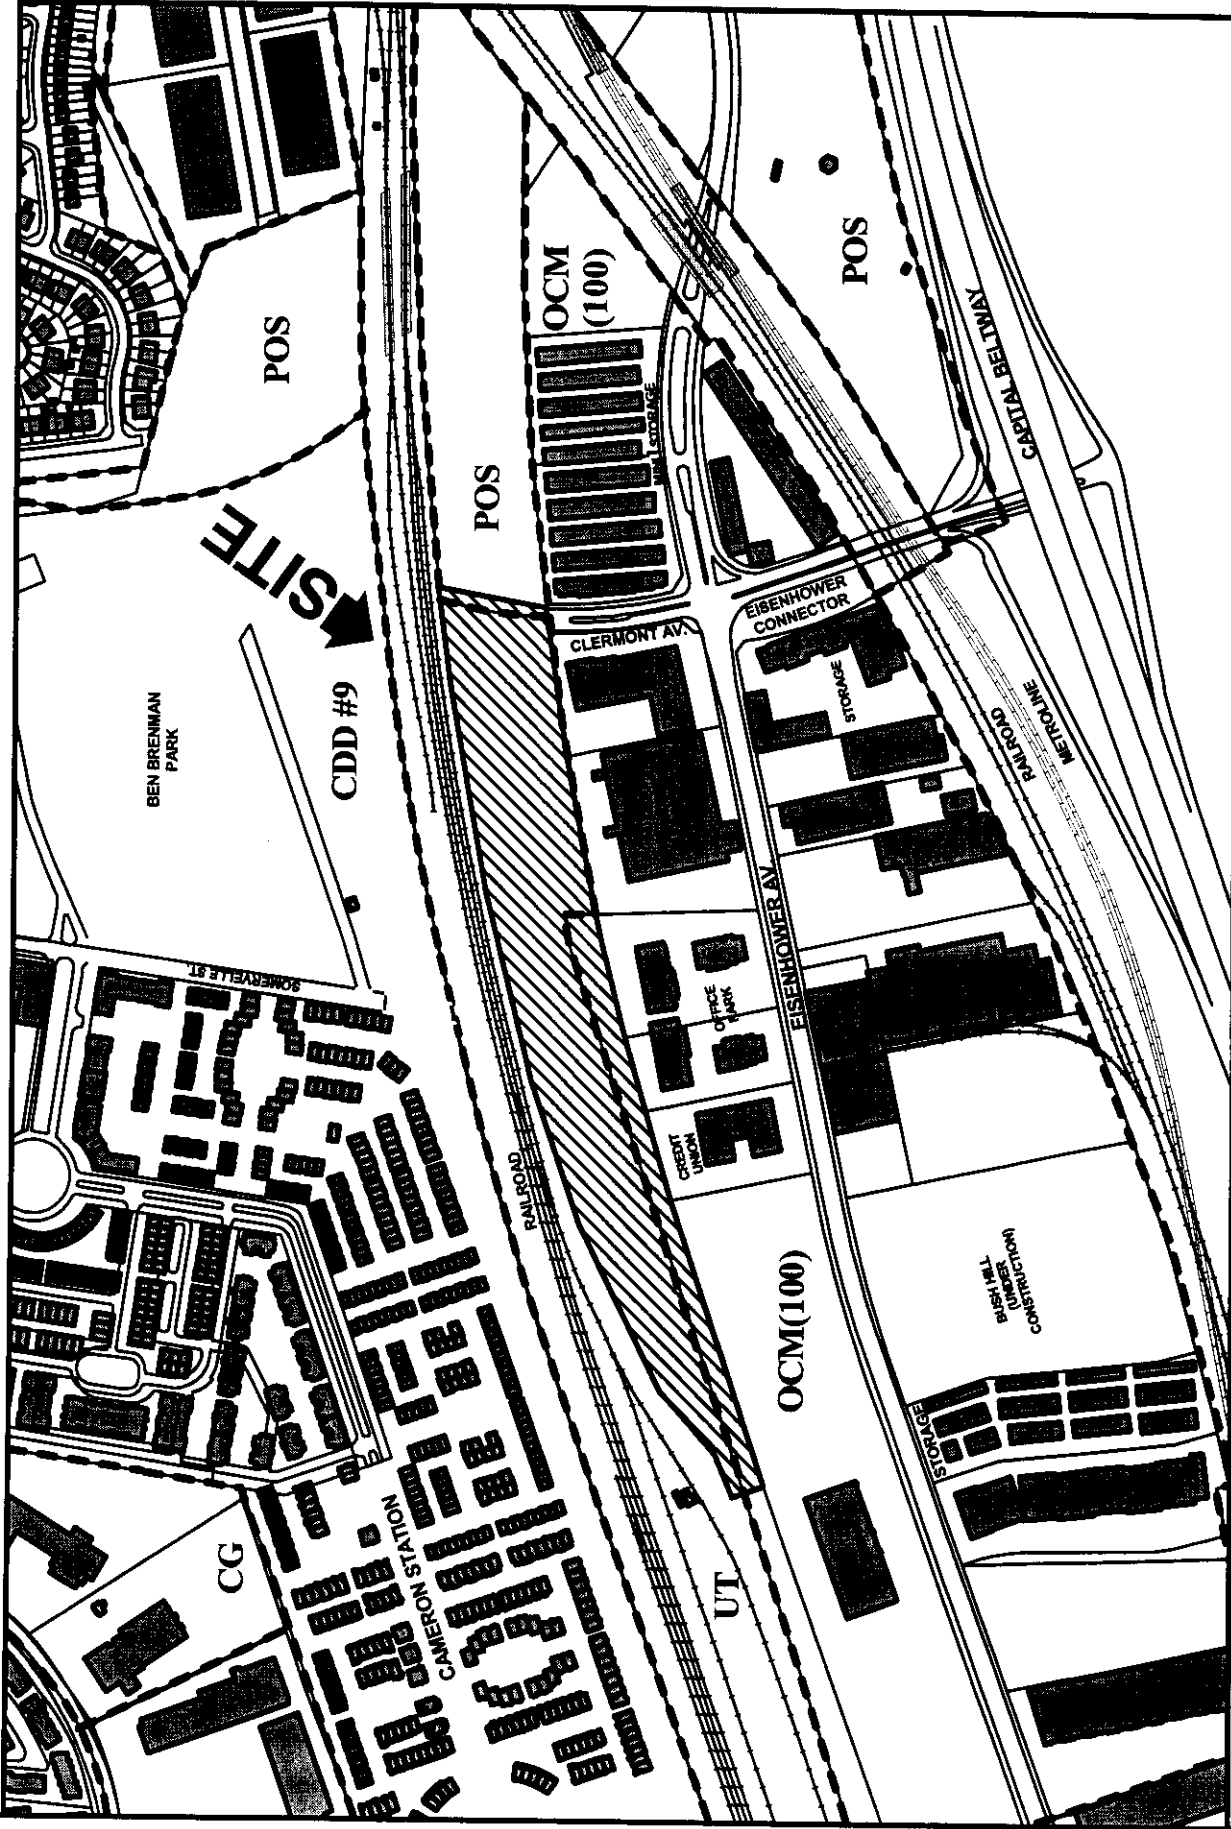 POS
SITE
BEN BRENMAN
PARK
CDD #9
SOMERVELLE ST.
CG
CAMERON STATION
RAILROAD
UT
POS
OCM
(100)
MINI STORAGE
CLERMONT AV.
EISENHOWER
CONNECTOR
EISENHOWER AV.
OFFICE
PARK
CREDIT
UNION
OCM(100)
STORAGE
STORAGE
BUSH HILL
(UNDER
CONSTRUCTION)
RAILROAD
METROLINE
POS
CAPITAL BELTWAY